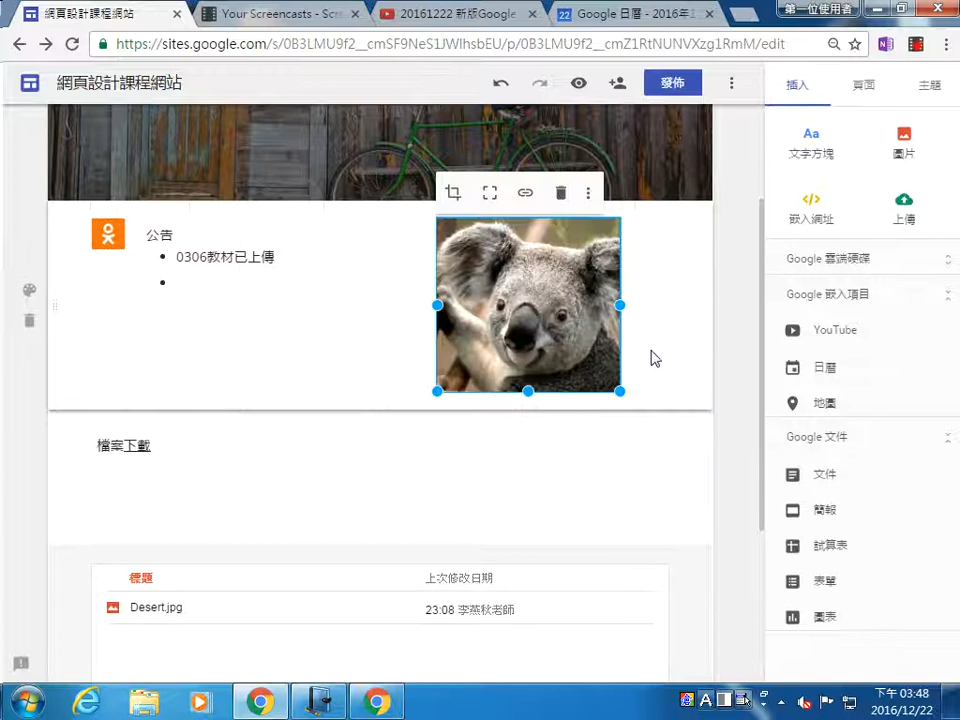 網頁設計課程網站
Your Screencasts - Scre
20161222 新版Google
22
Google 日曆 - 2016年1
第一位使用者
https://sites.google.com/s/0B3LMU9f2__cmSF9NeS1JWlhsbEU/p/0B3LMU9f2__cmZ1RtNUNVXzg1RmM/edit
網頁設計課程網站
發佈
插入
頁面
主題
Aa
文字方塊
圖片
嵌入網址
上傳
公告
0306教材已上傳
Google 雲端硬碟
Google 嵌入項目
YouTube
日曆
地圖
檔案下載
Google 文件
文件
簡報
試算表
表單
圖表
標題
上次修改日期
Desert.jpg
23:08 李燕秋老師
A
下午 03:48
2016/12/22